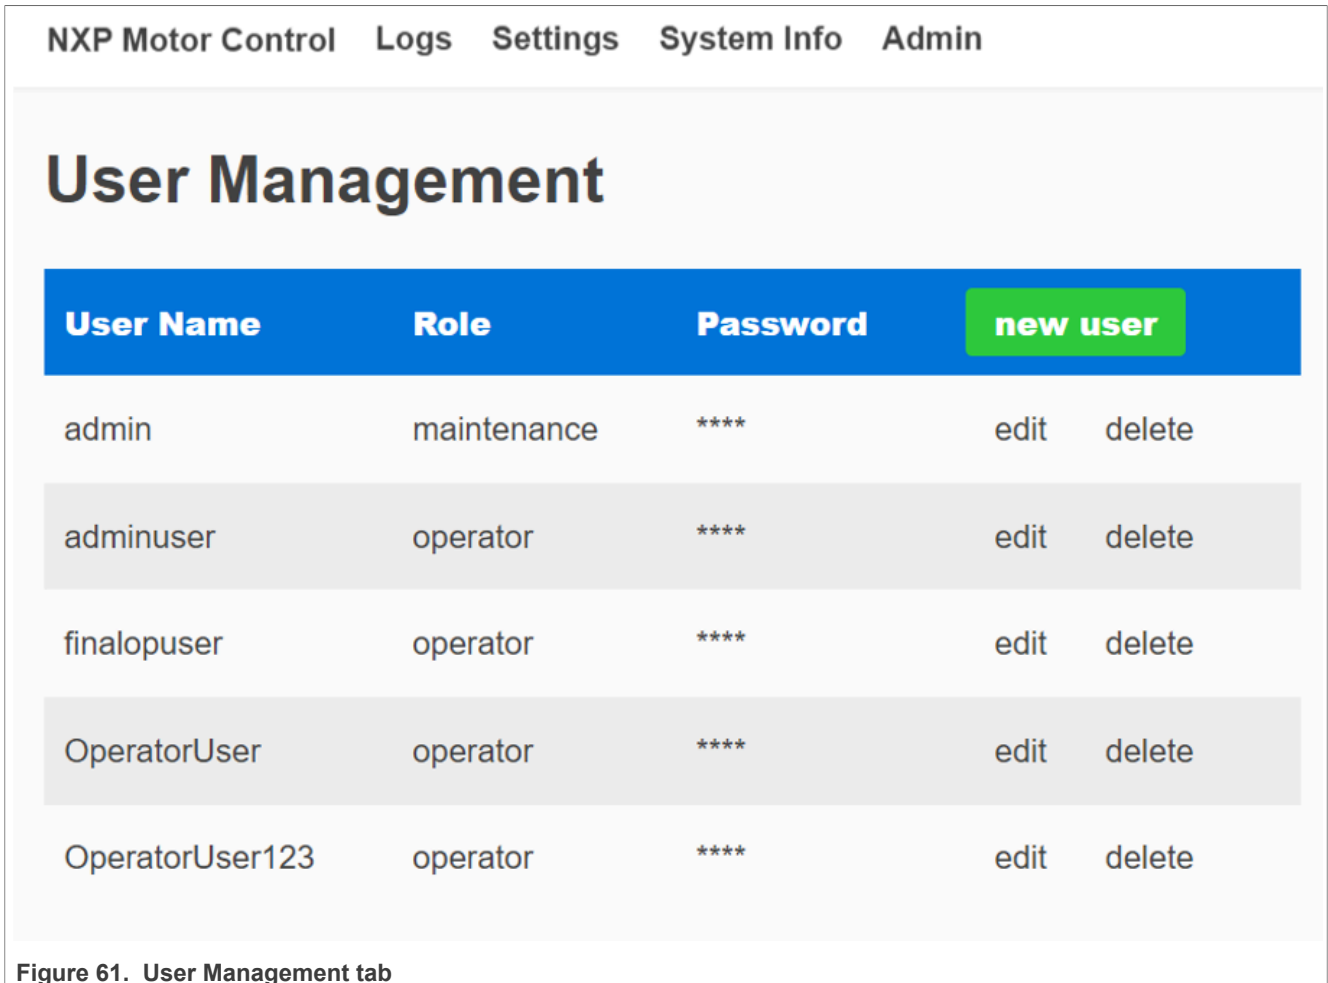 NXP Motor Control Logs Settings System Info Admin
User Management
User Name Role Password new user
admin maintenance **** edit delete
adminuser operator **** edit delete
finalopuser operator **** edit delete
OperatorUser operator **** edit delete
OperatorUser123 operator **** edit delete
Figure 61. User Management tab